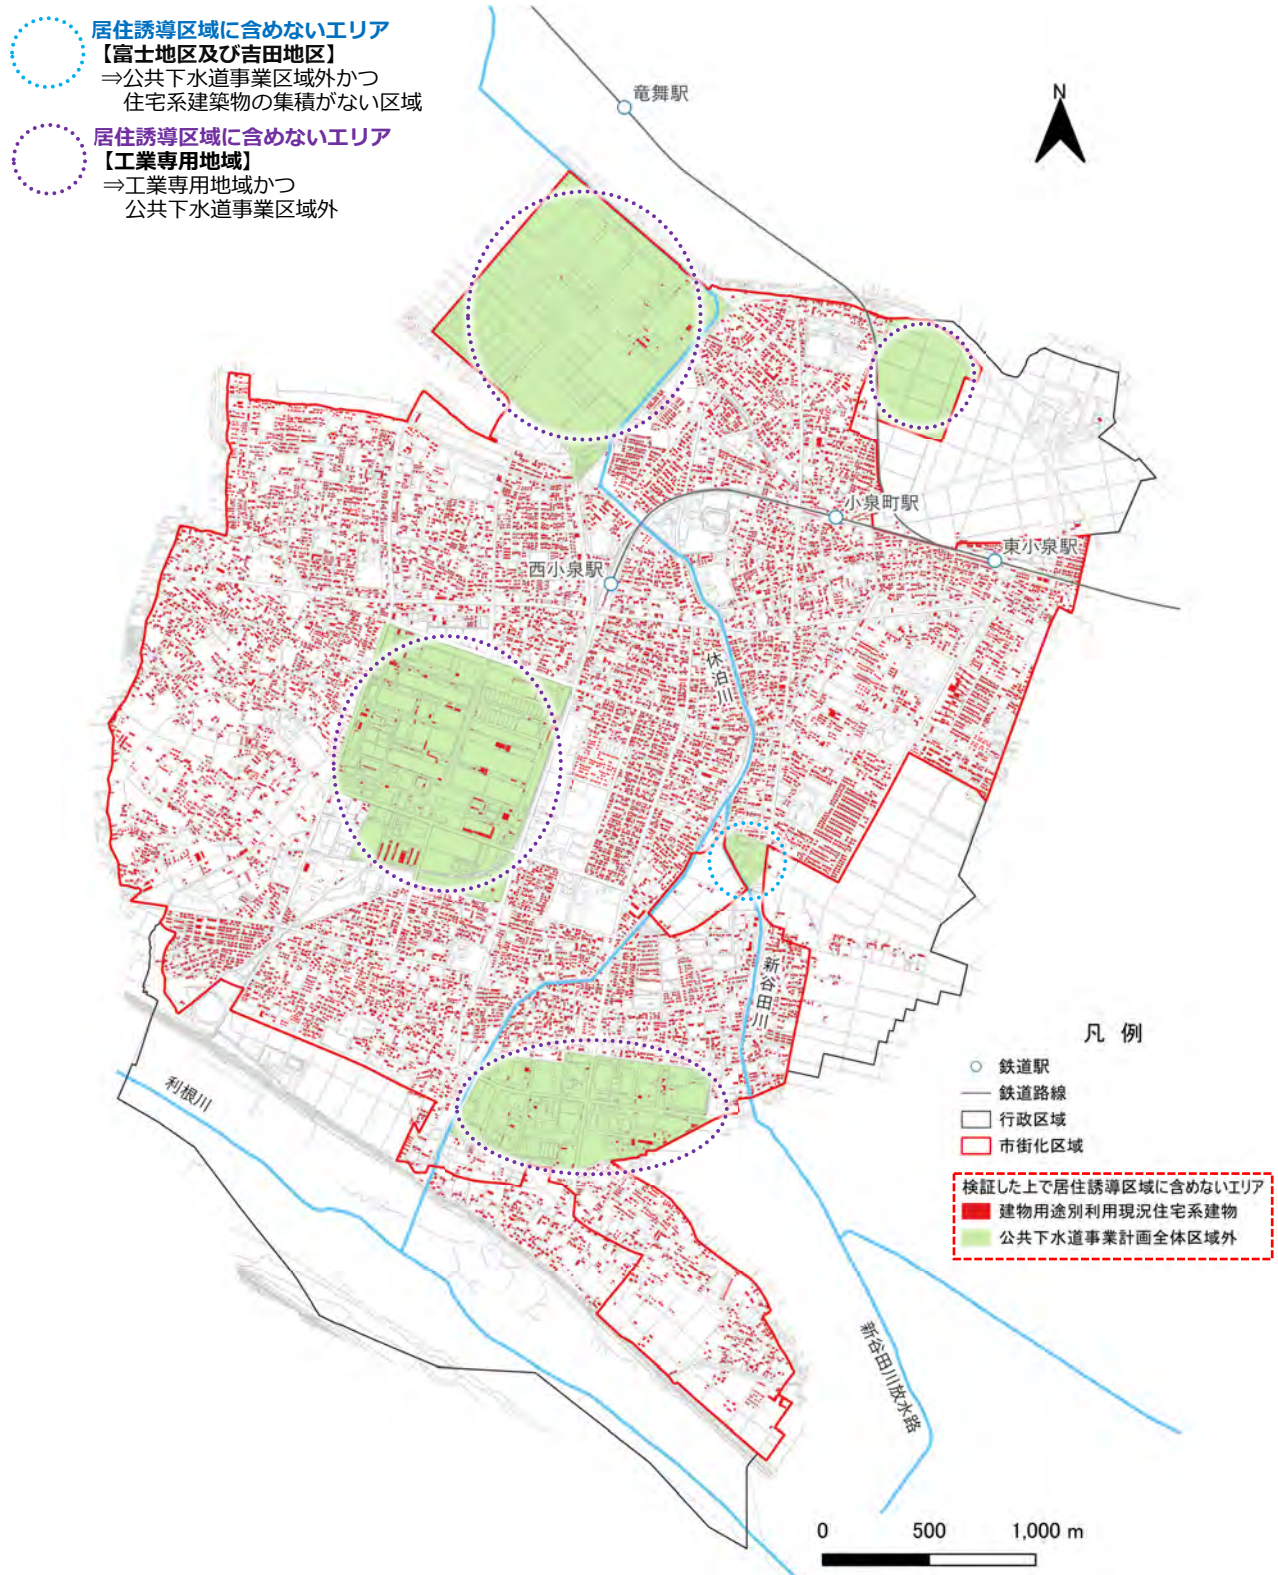 居住誘導区域に含めないエリア
【富士地区及び吉田地区】
⇒公共下水道事業区域外かつ
住宅系建築物の集積がない区域
居住誘導区域に含めないエリア
【工業専用地域】
⇒工業専用地域かつ
公共下水道事業区域外
竜舞駅
N
小泉町駅
東小泉駅
西小泉駅
休泊川
新谷田川
利根川
新谷田川放水路
凡 例
鉄道駅
鉄道路線
行政区域
市街化区域
検証した上で居住誘導区域に含めないエリア
建物用途別利用現況住宅系建物
公共下水道事業計画全体区域外
0 500 1,000 m